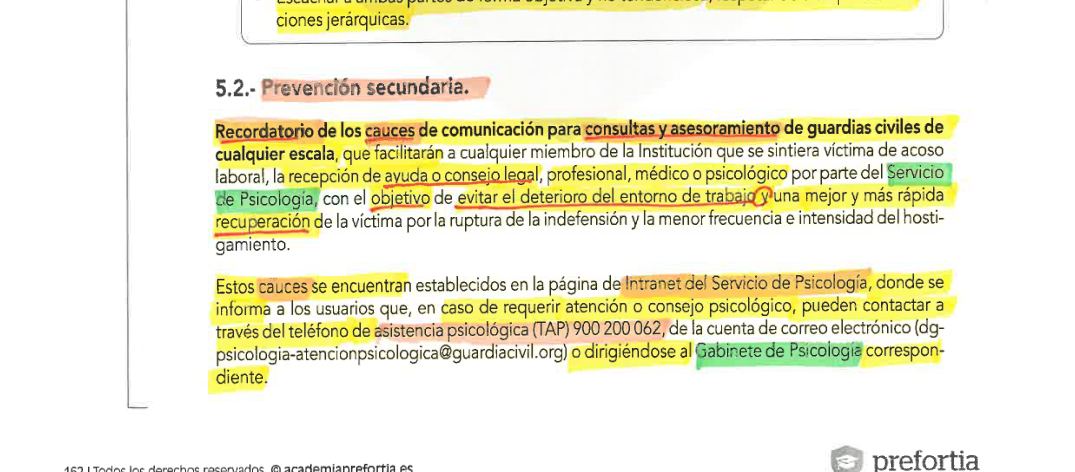 ciones jerárquicas.
5.2.- Prevención secundaria.
Recordatorio de los cauces de comunicación para consultas y asesoramiento de guardias civiles de
cualquier escala, que facilitarán a cualquier miembro de la Institución que se sintiera víctima de acoso
laboral, la recepción de ayuda o consejo legal, profesional, médico o psicológico por parte del Servicio
de Psicología, con el objetivo de evitar el deterioro del entorno de trabajo y una mejor y más rápida
recuperación de la víctima por la ruptura de la indefensión y la menor frecuencia e intensidad del hosti-
gamiento.
Estos cauces se encuentran establecidos en la página de Intranet del Servicio de Psicología, donde se
informa a los usuarios que, en caso de requerir atención o consejo psicológico, pueden contactar a
través del teléfono de asistencia psicológica (TAP) 900 200 062, de la cuenta de correo electrónico (dg-
psicologia-atencionpsicologica@guardiacivil.org) o dirigiéndose al Gabinete de Psicología correspon-
diente.
162 | Todos los derechos reservados. © academiaprefortia.es
prefortia